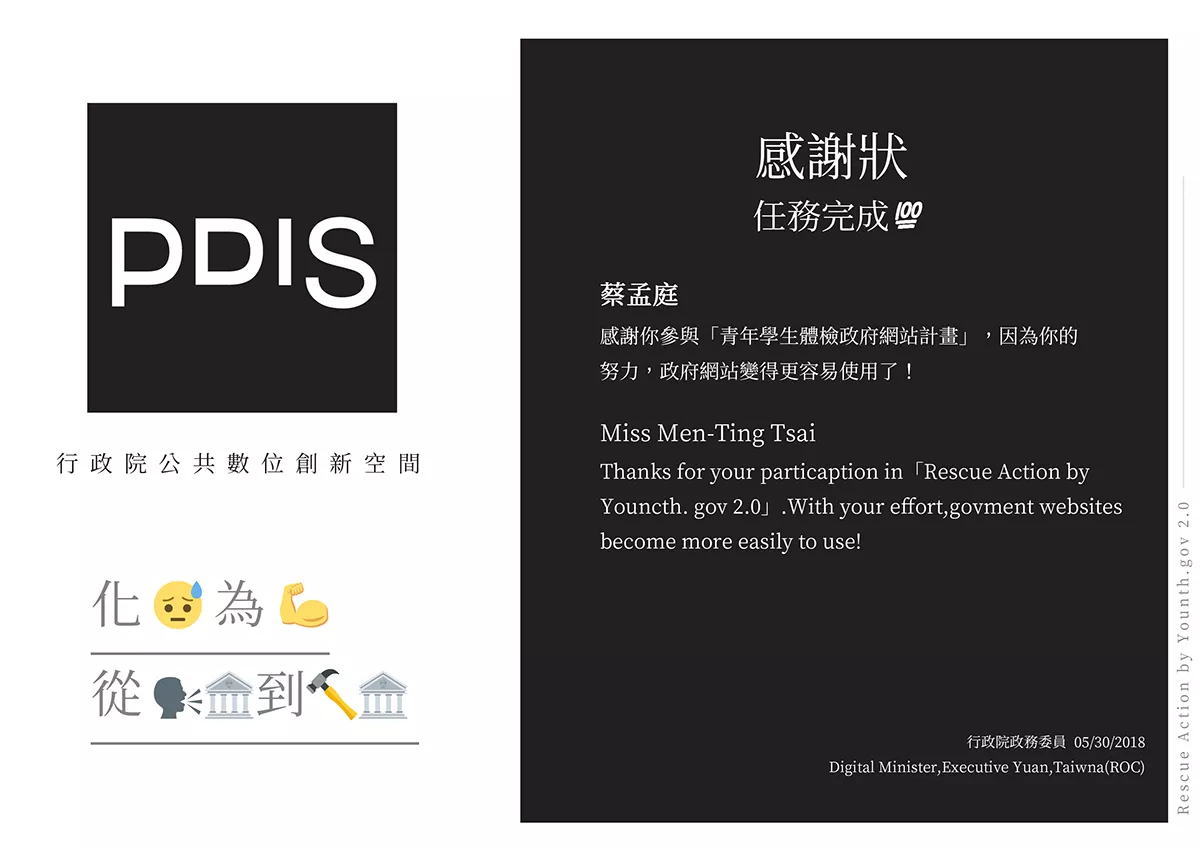 PDIS
行政院公共數位創新空間
化😓為💪
從🗣🏛到🔨🏛
感謝狀
任務完成💯
蔡孟庭
感謝你參與「青年學生體檢政府網站計畫」，因為你的
努力，政府網站變得更容易使用了！
Miss Men-Ting Tsai
Thanks for your particaption in「Rescue Action by
Youncth. gov 2.0」.With your effort,govment websites
become more easily to use!
行政院政務委員 05/30/2018
Digital Minister,Executive Yuan,Taiwna(ROC)
Rescue Action by Younth.gov 2.0